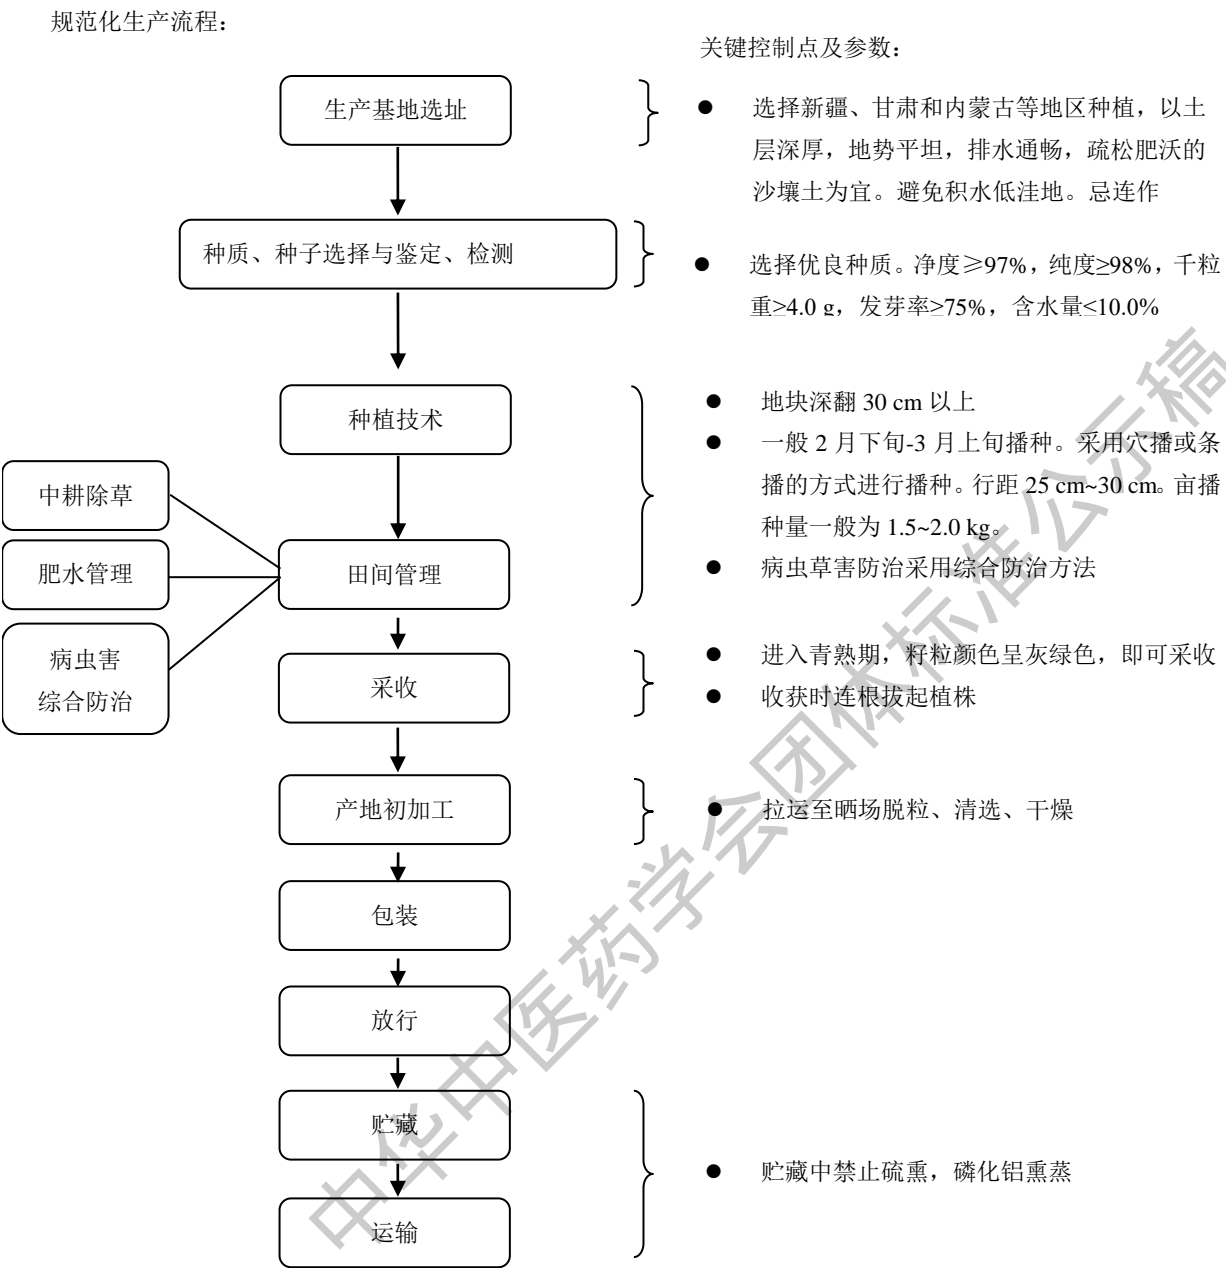 规范化生产流程：
关键控制点及参数：
生产基地选址
● 选择新疆、甘肃和内蒙古等地区种植，以土
层深厚，地势平坦，排水通畅，疏松肥沃的
沙壤土为宜。避免积水低洼地。忌连作
种质、种子选择与鉴定、检测
● 选择优良种质。净度≥97%，纯度≥98%，千粒
重≥4.0 g，发芽率≥75%，含水量≤10.0%
种植技术
● 地块深翻 30 cm 以上
● 一般 2 月下旬-3 月上旬播种。采用穴播或条
播的方式进行播种。行距 25 cm~30 cm。亩播
种量一般为 1.5~2.0 kg。
● 病虫草害防治采用综合防治方法
中耕除草
肥水管理
病虫害
综合防治
田间管理
采收
● 进入青熟期，籽粒颜色呈灰绿色，即可采收
● 收获时连根拔起植株
产地初加工
● 拉运至晒场脱粒、清选、干燥
包装
放行
贮藏
运输
● 贮藏中禁止硫熏，磷化铝熏蒸
中华中医药学会团体标准公示稿